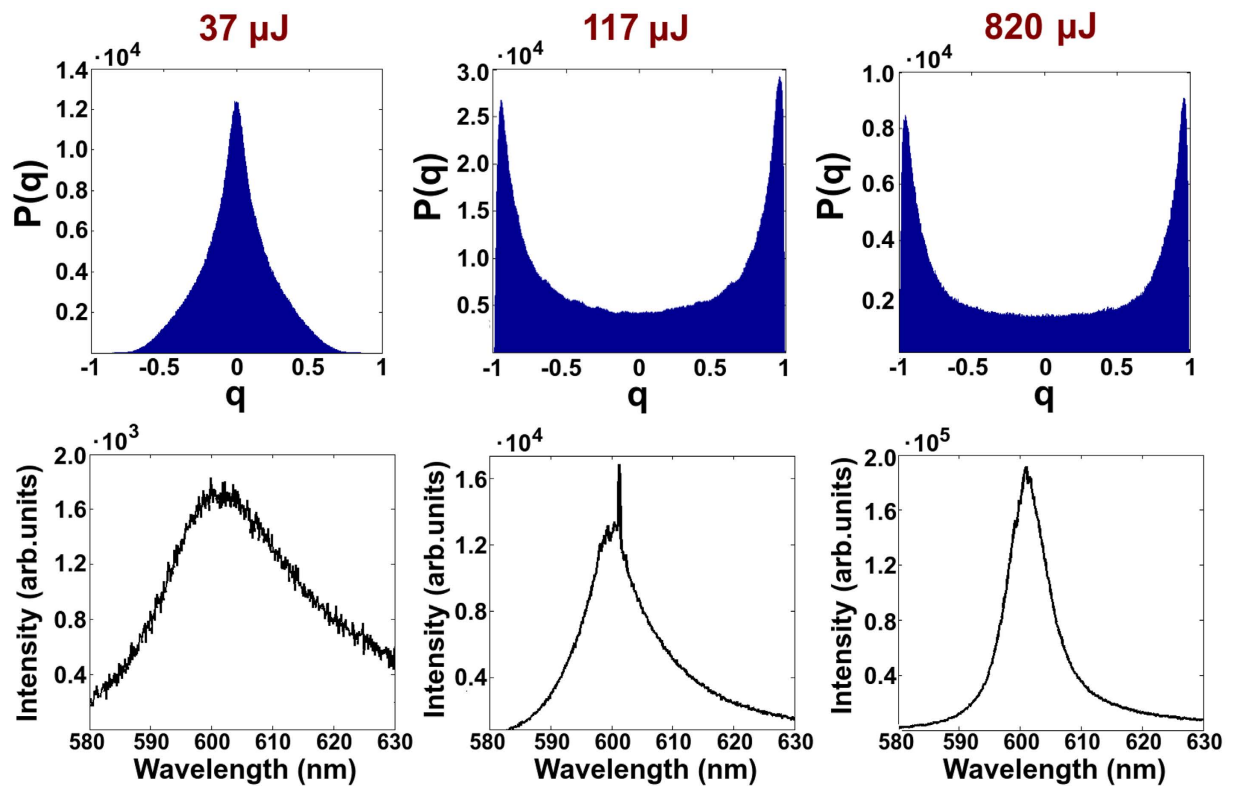 37 µJ 117 µJ 820 µJ
·10⁴ ·10⁴ ·10⁴
P(q) 1.4 1.2 1.0 0.8 0.6 0.4 0.2
-1 -0.5 0 0.5 1
q
P(q) 3.0 2.5 2.0 1.5 1.0 0.5
-1 -0.5 0 0.5 1
q
P(q) 1.0 0.8 0.6 0.4 0.2
-1 -0.5 0 0.5 1
q
·10³ ·10⁴ ·10⁵
Intensity (arb.units) 2.0 1.6 1.2 0.8 0.4
580 590 600 610 620 630
Wavelength (nm)
Intensity (arb.units) 1.6 1.2 0.8 0.4
580 590 600 610 620 630
Wavelength (nm)
Intensity (arb.units) 2.0 1.6 1.2 0.8 0.4
580 590 600 610 620 630
Wavelength (nm)